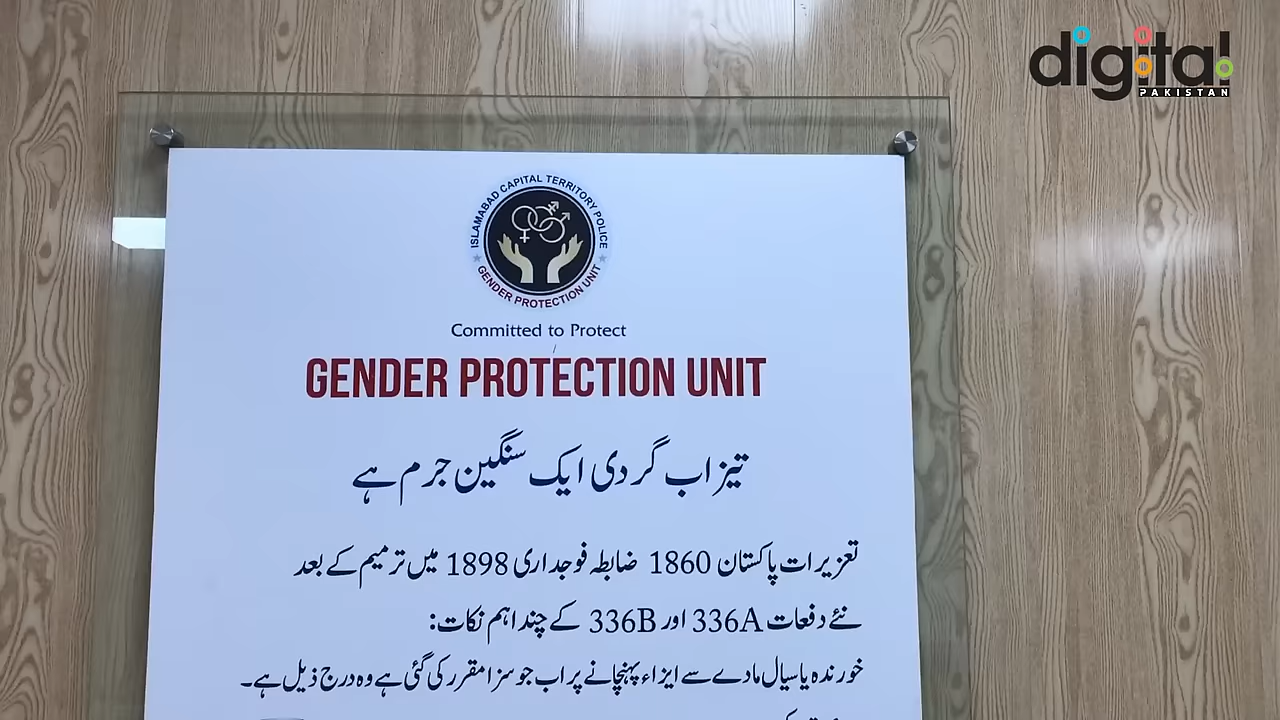 digital
PAKISTAN
ISLAMABAD CAPITAL TERRITORY POLICE
GENDER PROTECTION UNIT
Committed to Protect
GENDER PROTECTION UNIT
تیزاب گردی ایک سنگین جرم ہے
تعزیرات پاکستان 1860 ضابطہ فوجداری 1898 میں ترمیم کے بعد
نئے دفعات 336A اور 336B کے چند اہم نکات:
خورندہ یا سیال مادے سے ایزاء پہنچانے پر اب جو سزا مقرر کی گئی ہے وہ درج ذیل ہے۔